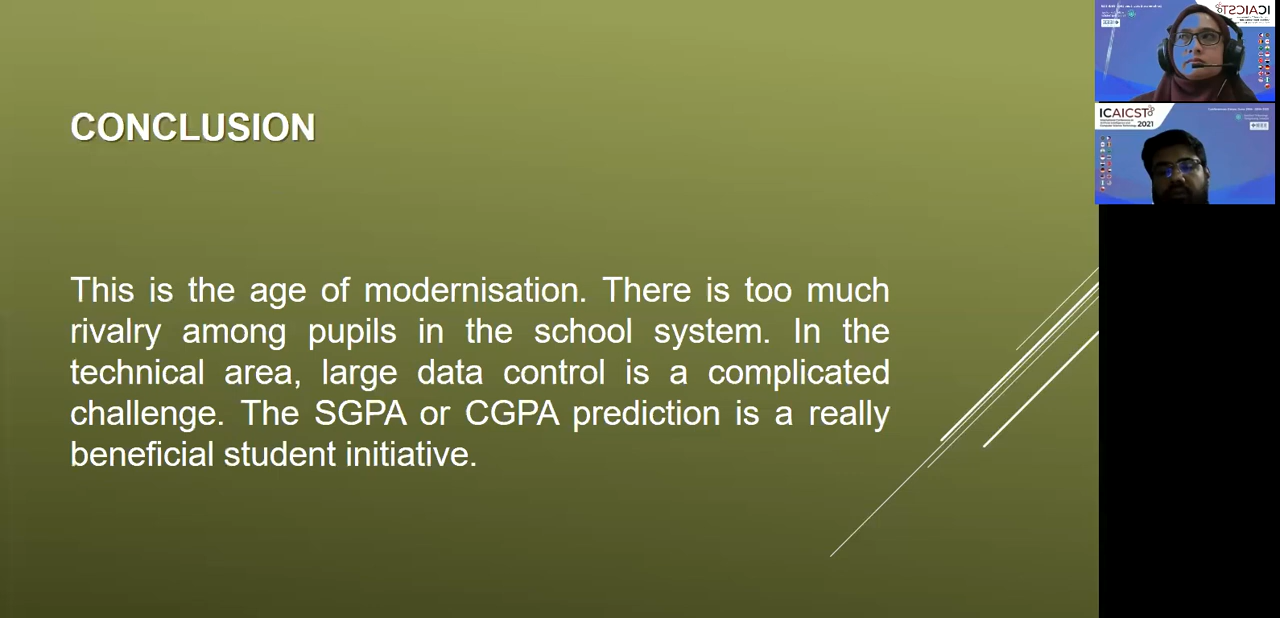 CONCLUSION
This is the age of modernisation. There is too much
rivalry among pupils in the school system. In the
technical area, large data control is a complicated
challenge. The SGPA or CGPA prediction is a really
beneficial student initiative.
ICAICST
ICAICST
2021